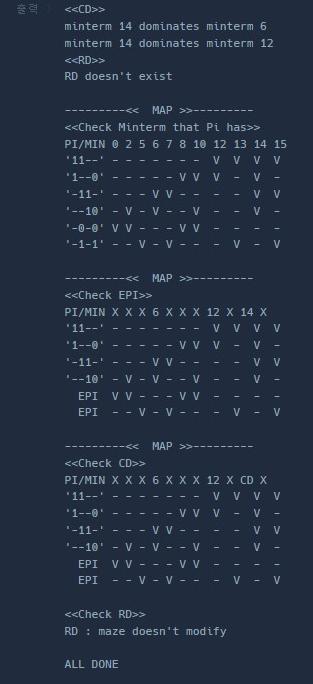 출력
<<CD>>
minterm 14 dominates minterm 6
minterm 14 dominates minterm 12
<<RD>>
RD doesn't exist
---------<<  MAP >>---------
<<Check Minterm that Pi has>>
PI/MIN 0 2 5 6 7 8 10 12 13 14 15
'11--' - - - - - - -  V  V  V  V
'1--0' - - - - - V V  V  -  V  -
'-11-' - - - V V - -  -  -  V  V
'--10' - V - V - - V  -  -  V  -
'-0-0' V V - - - V V  -  -  -  -
'-1-1' - - V - V - -  -  V  -  V
---------<<  MAP >>---------
<<Check EPI>>
PI/MIN X X X 6 X X X 12 X 14 X
'11--' - - - - - - -  V  V  V  V
'1--0' - - - - - V V  V  -  V  -
'-11-' - - - V V - -  -  -  V  V
'--10' - V - V - - V  -  -  V  -
EPI  V V - - - V V  -  -  -  -
EPI  - - V - V - -  -  V  -  V
---------<<  MAP >>---------
<<Check CD>>
PI/MIN X X X 6 X X X 12 X CD X
'11--' - - - - - - -  V  V  V  V
'1--0' - - - - - V V  V  -  V  -
'-11-' - - - V V - -  -  -  V  V
'--10' - V - V - - V  -  -  V  -
EPI  V V - - - V V  -  -  -  -
EPI  - - V - V - -  -  V  -  V
<<Check RD>>
RD : maze doesn't modify
ALL DONE